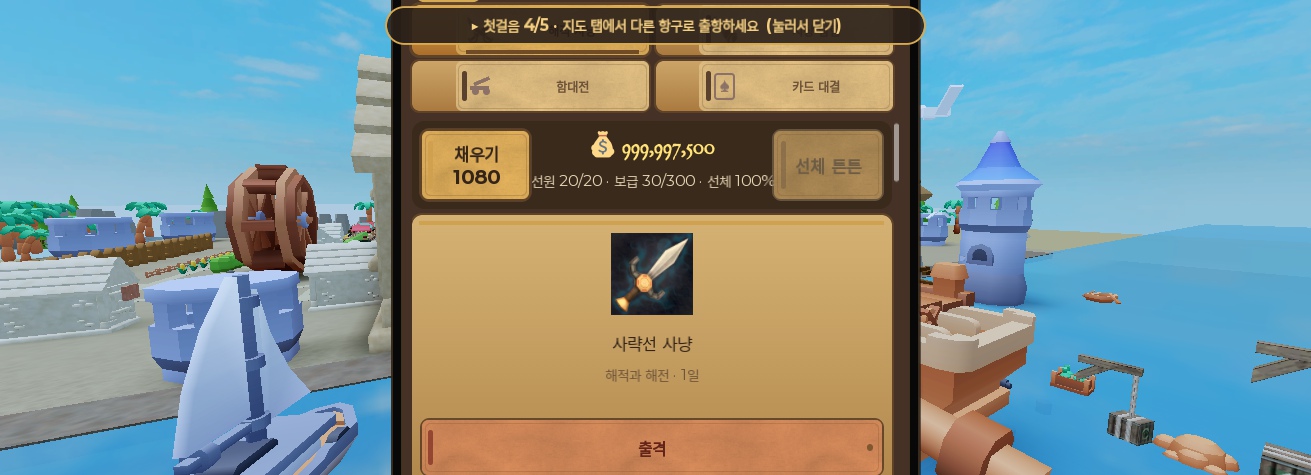 ▸ 첫걸음 4/5 · 지도 탭에서 다른 항구로 출항하세요 (눌러서 닫기)
함대전
카드 대결
채우기
1080
999,997,500
선원 20/20 · 보급 30/300 · 선체 100%
선체 튼튼
사략선 사냥
해적과 해전 · 1일
출격